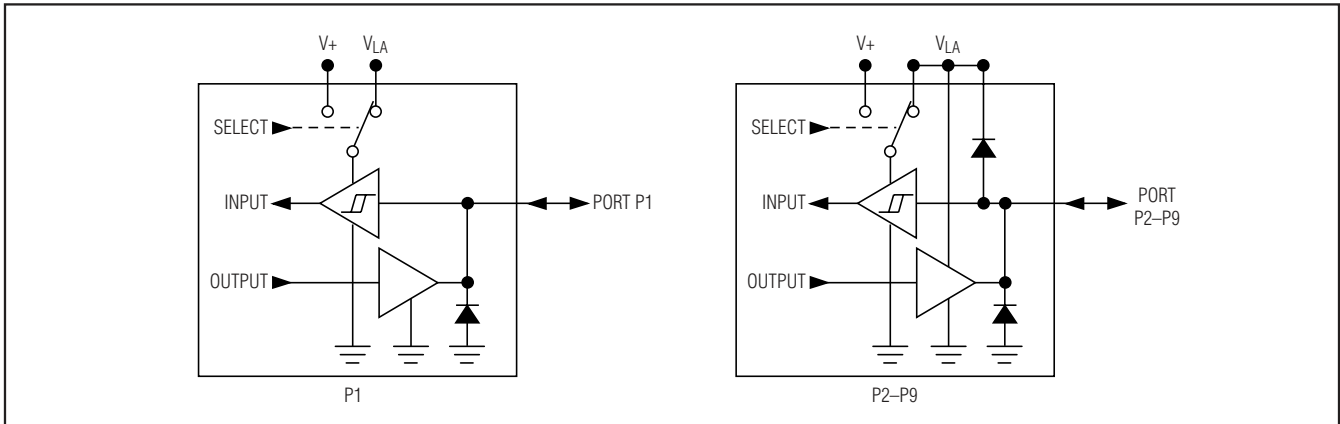 V+ VLA
SELECT
INPUT
OUTPUT
PORT P1
P1
V+ VLA
SELECT
INPUT
OUTPUT
PORT
P2–P9
P2–P9